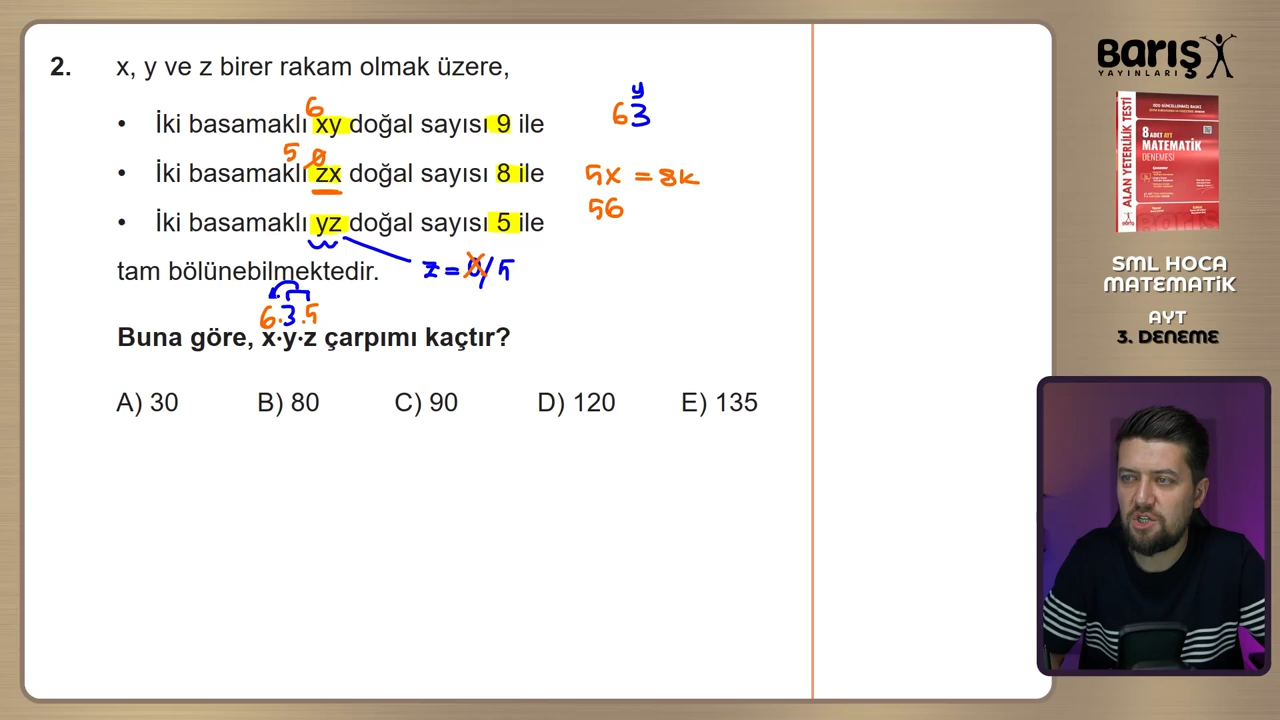 2. x, y ve z birer rakam olmak üzere,
6
• İki basamaklı xy doğal sayısı 9 ile
y
63
5 0
• İki basamaklı zx doğal sayısı 8 ile
5x = 8k
56
• İki basamaklı yz doğal sayısı 5 ile
tam bölünebilmektedir.
z = 0/5
6.3.5
Buna göre, x·y·z çarpımı kaçtır?
A) 30 B) 80 C) 90 D) 120 E) 135
BARIŞ
YAYINLARI
ALAN YETERLİLİK TESTİ
8 ADET AYT
MATEMATİK
DENEMESİ
Barış
SML HOCA
MATEMATİK
AYT
3. DENEME